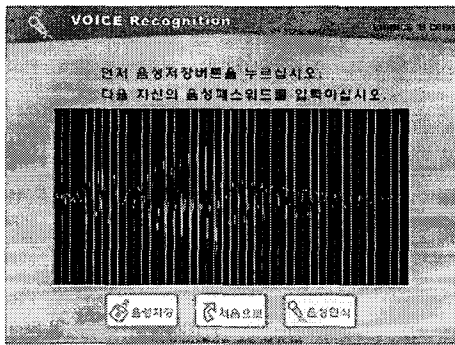 VOICE Recognition
먼저 음성저장버튼을 누르십시오.
다음 자신의 음성패스워드를 입력하십시오.
음성저장
처음으로
음성인식